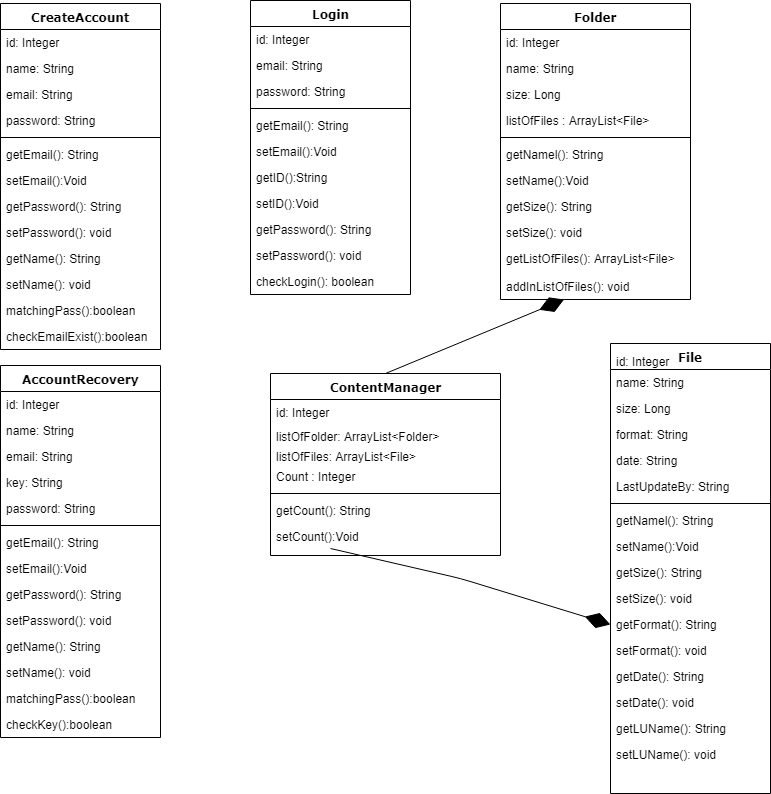 CreateAccount
id: Integer
name: String
email: String
password: String
getEmail(): String
setEmail():Void
getPassword(): String
setPassword(): void
getName(): String
setName(): void
matchingPass():boolean
checkEmailExist():boolean
Login
id: Integer
email: String
password: String
getEmail(): String
setEmail():Void
getID():String
setID():Void
getPassword(): String
setPassword(): void
checkLogin(): boolean
Folder
id: Integer
name: String
size: Long
listOfFiles : ArrayList<File>
getNamel(): String
setName():Void
getSize(): String
setSize(): void
getListOfFiles(): ArrayList<File>
addInListOfFiles(): void
AccountRecovery
id: Integer
name: String
email: String
key: String
password: String
getEmail(): String
setEmail():Void
getPassword(): String
setPassword(): void
getName(): String
setName(): void
matchingPass():boolean
checkKey():boolean
ContentManager
id: Integer
listOfFolder: ArrayList<Folder>
listOfFiles: ArrayList<File>
Count : Integer
getCount(): String
setCount():Void
File
id: Integer
name: String
size: Long
format: String
date: String
LastUpdateBy: String
getNamel(): String
setName():Void
getSize(): String
setSize(): void
getFormat(): String
setFormat(): void
getDate(): String
setDate(): void
getLUName(): String
setLUName(): void